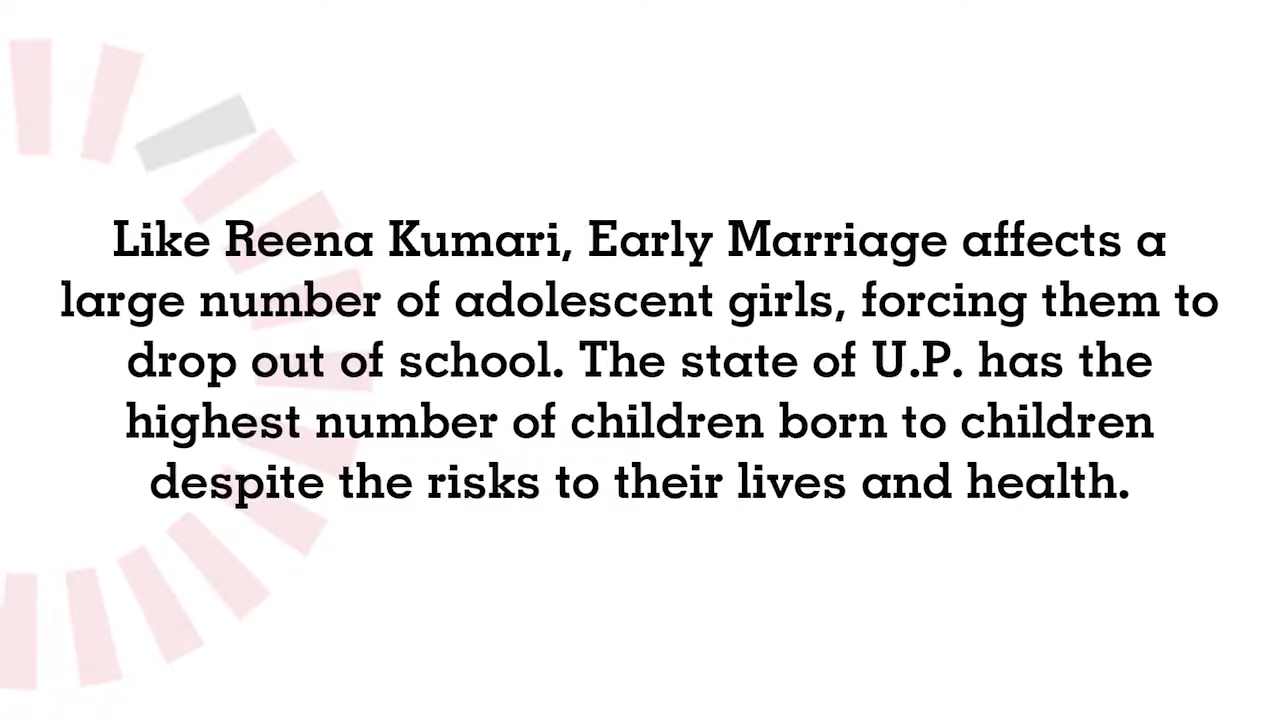 Like Reena Kumari, Early Marriage affects a
large number of adolescent girls, forcing them to
drop out of school. The state of U.P. has the
highest number of children born to children
despite the risks to their lives and health.